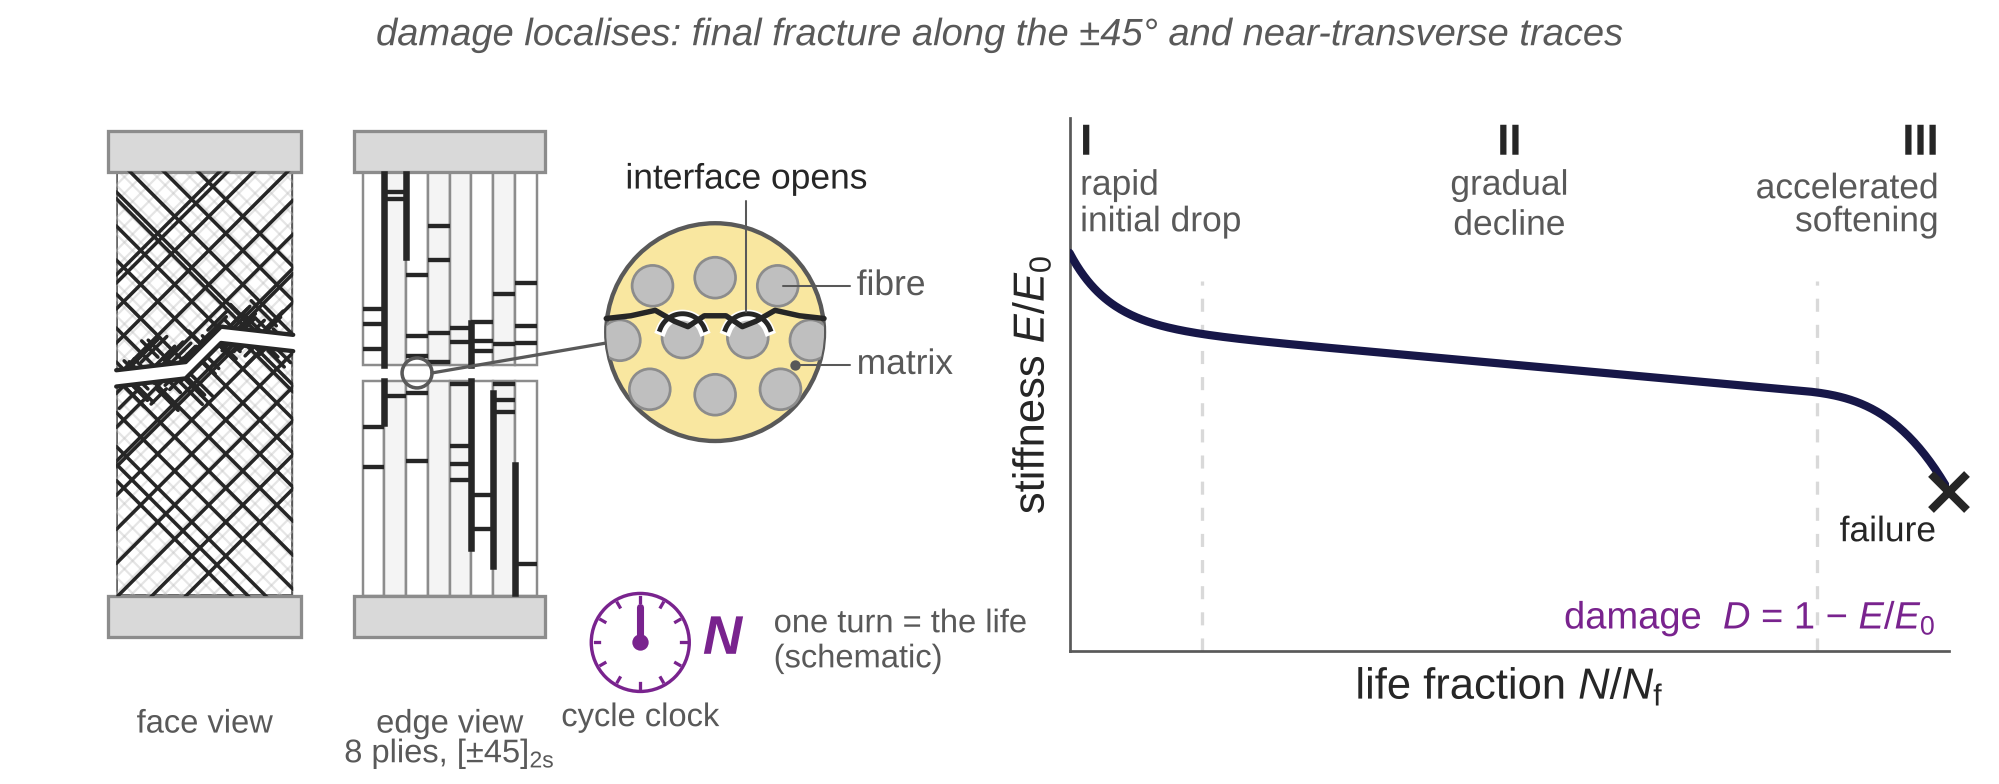 damage localises: final fracture along the ±45° and near-transverse traces
interface opens
fibre
matrix
N
one turn = the life
(schematic)
cycle clock
face view
edge view
8 plies, [±45]2s
I
rapid
initial drop
II
gradual
decline
III
accelerated
softening
stiffness E/E0
failure
damage D = 1 − E/E0
life fraction N/Nf